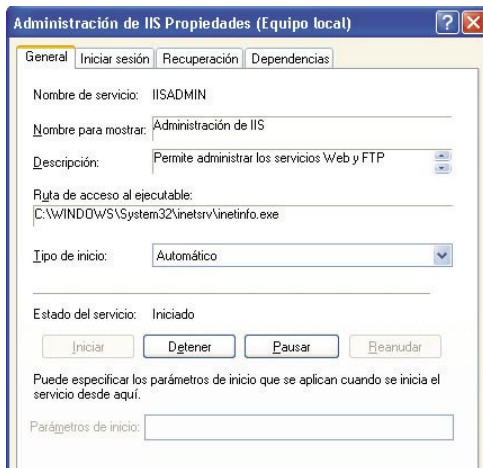 Administración de IIS Propiedades (Equipo local)
General Iniciar sesión Recuperación Dependencias
Nombre de servicio: IISADMIN
Nombre para mostrar: Administración de IIS
Descripción: Permite administrar los servicios Web y FTP
Ruta de acceso al ejecutable:
C:\WINDOWS\System32\inetsrv\inetinfo.exe
Tipo de inicio: Automático
Estado del servicio: Iniciado
Iniciar Detener Pausar Reanudar
Puede especificar los parámetros de inicio que se aplican cuando se inicia el
servicio desde aquí.
Parámetros de inicio: